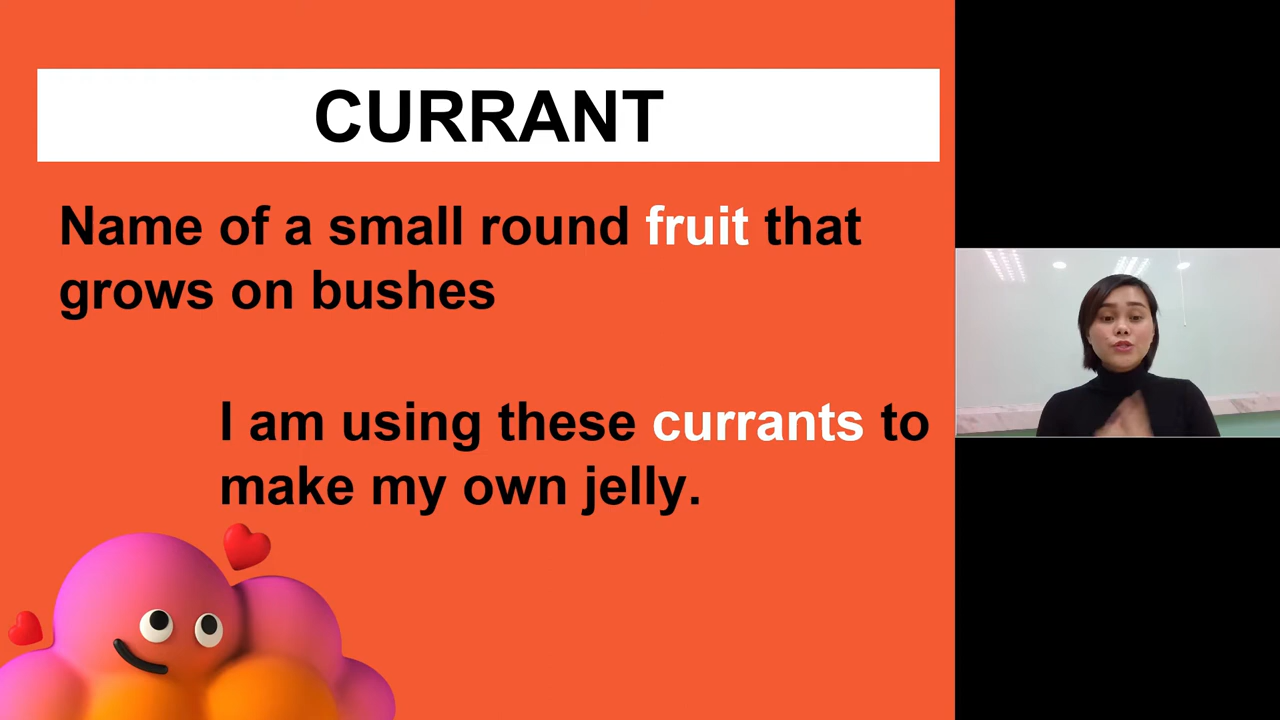 CURRANT
Name of a small round fruit that
grows on bushes
I am using these currants to
make my own jelly.